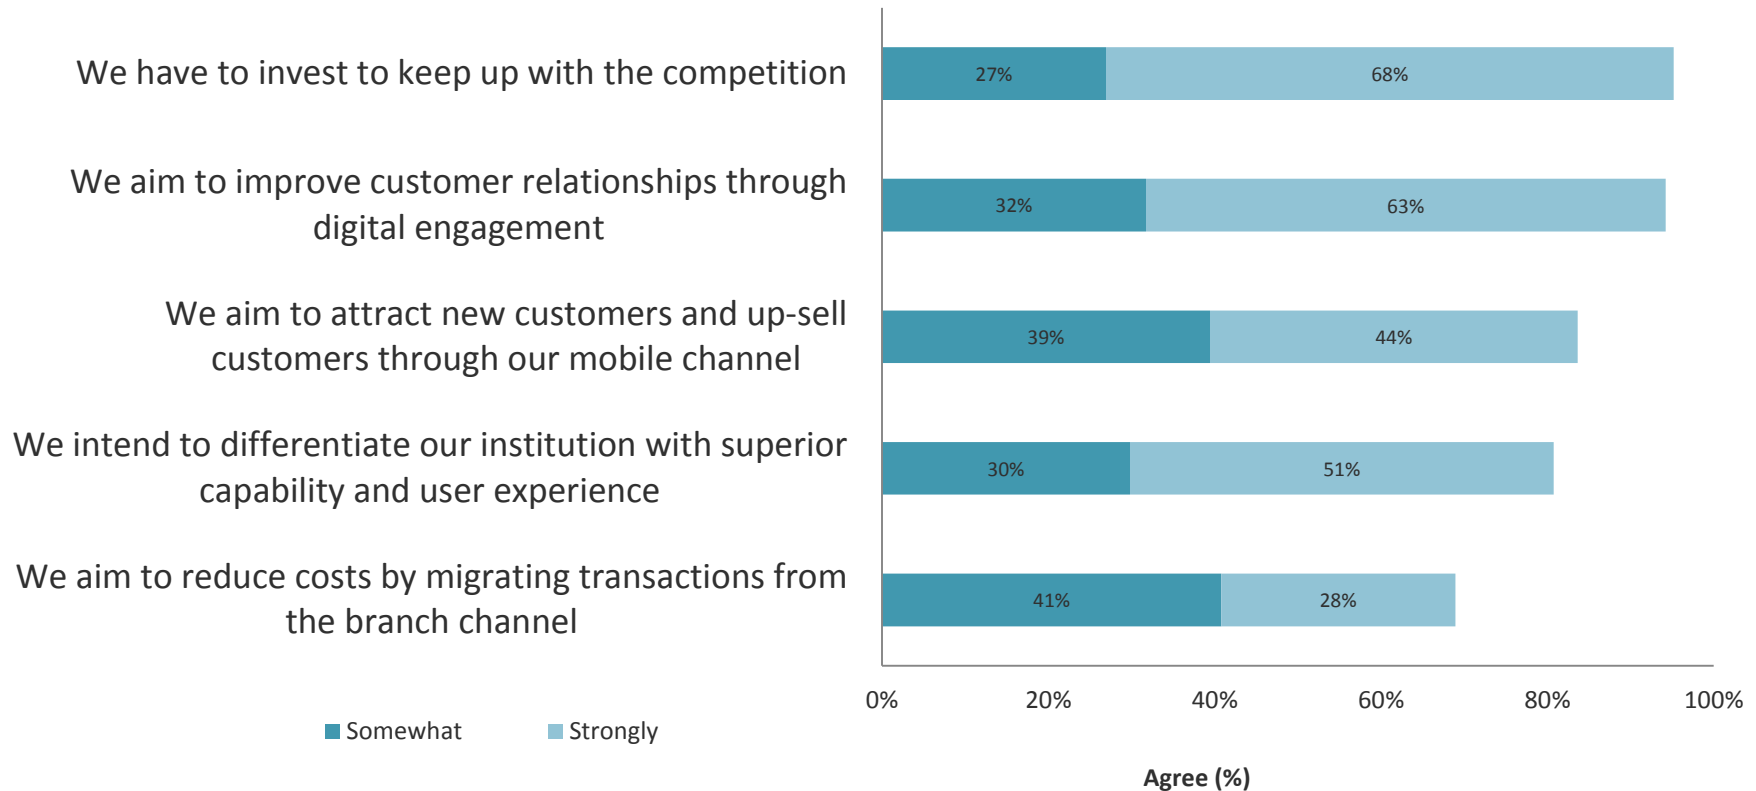 We have to invest to keep up with the competition
27%
68%
We aim to improve customer relationships through
digital engagement
32%
63%
We aim to attract new customers and up-sell
customers through our mobile channel
39%
44%
We intend to differentiate our institution with superior
capability and user experience
30%
51%
We aim to reduce costs by migrating transactions from
the branch channel
41%
28%
0%
20%
40%
60%
80%
100%
Somewhat
Strongly
Agree (%)